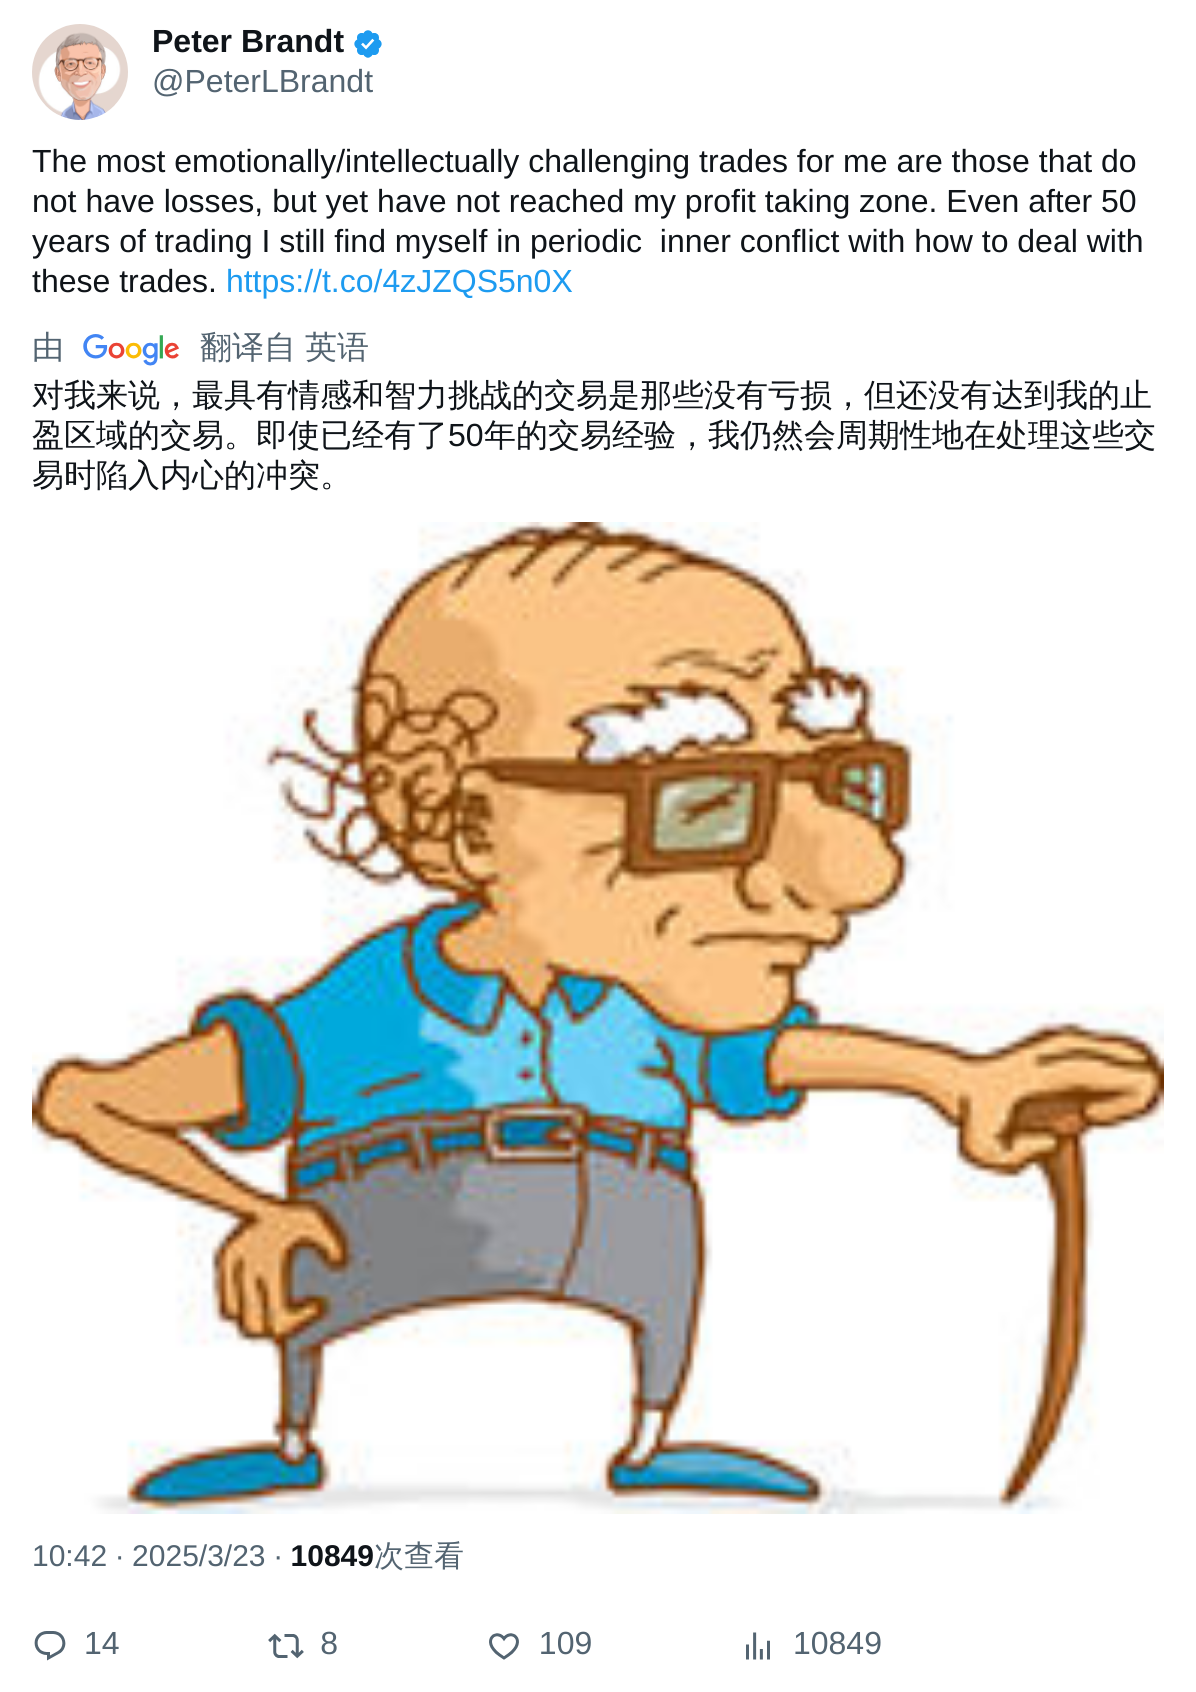 Peter Brandt
@PeterLBrandt
The most emotionally/intellectually challenging trades for me are those that do
not have losses, but yet have not reached my profit taking zone. Even after 50
years of trading I still find myself in periodic  inner conflict with how to deal with
these trades. https://t.co/4zJZQS5n0X
由 Google 翻译自 英语
对我来说，最具有情感和智力挑战的交易是那些没有亏损，但还没有达到我的止
盈区域的交易。即使已经有了50年的交易经验，我仍然会周期性地在处理这些交
易时陷入内心的冲突。
10:42 · 2025/3/23 · 10849次查看
14 8 109 10849